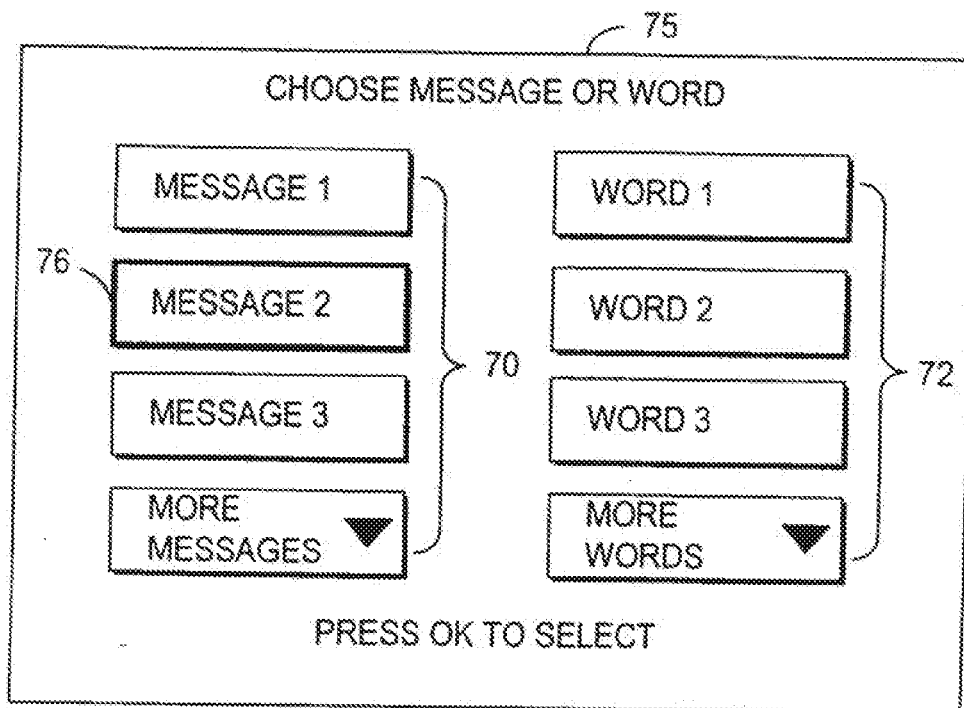 75
CHOOSE MESSAGE OR WORD
MESSAGE 1
WORD 1
76
MESSAGE 2
WORD 2
70
72
MESSAGE 3
WORD 3
MORE
MESSAGES
MORE
WORDS
PRESS OK TO SELECT